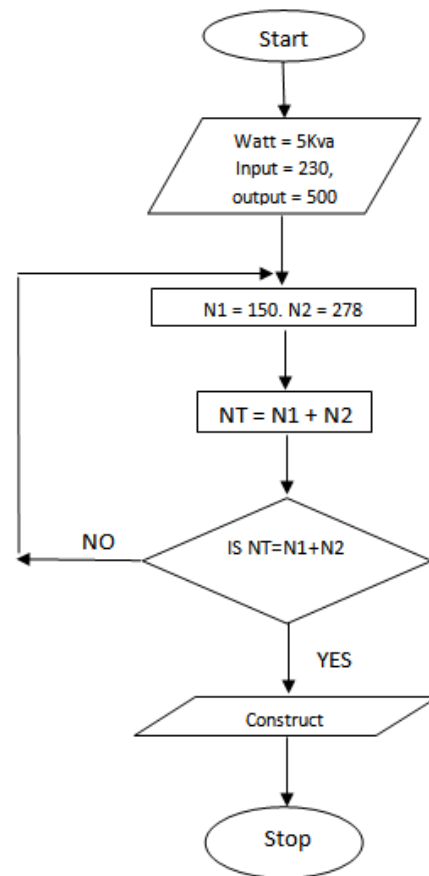 Start
Watt = 5Kva
Input = 230,
output = 500
N1 = 150. N2 = 278
NT = N1 + N2
IS NT=N1+N2
NO
YES
Construct
Stop